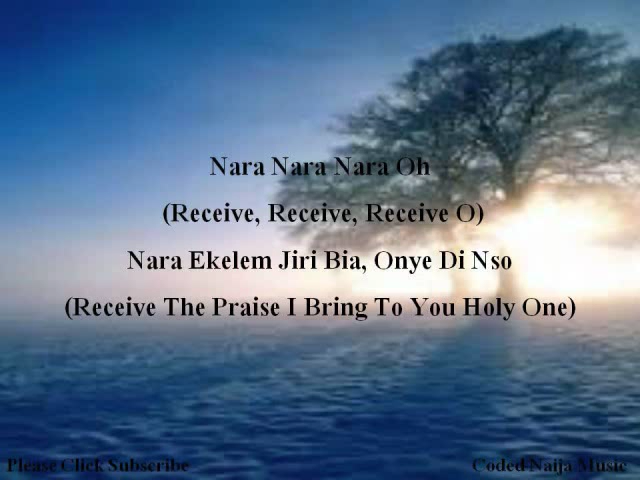 Nara Nara Nara Oh
(Receive, Receive, Receive O)
Nara Ekelem Jiri Bia, Onye Di Nso
(Receive The Praise I Bring To You Holy One)
Please Click Subscribe
Coded Naija Music